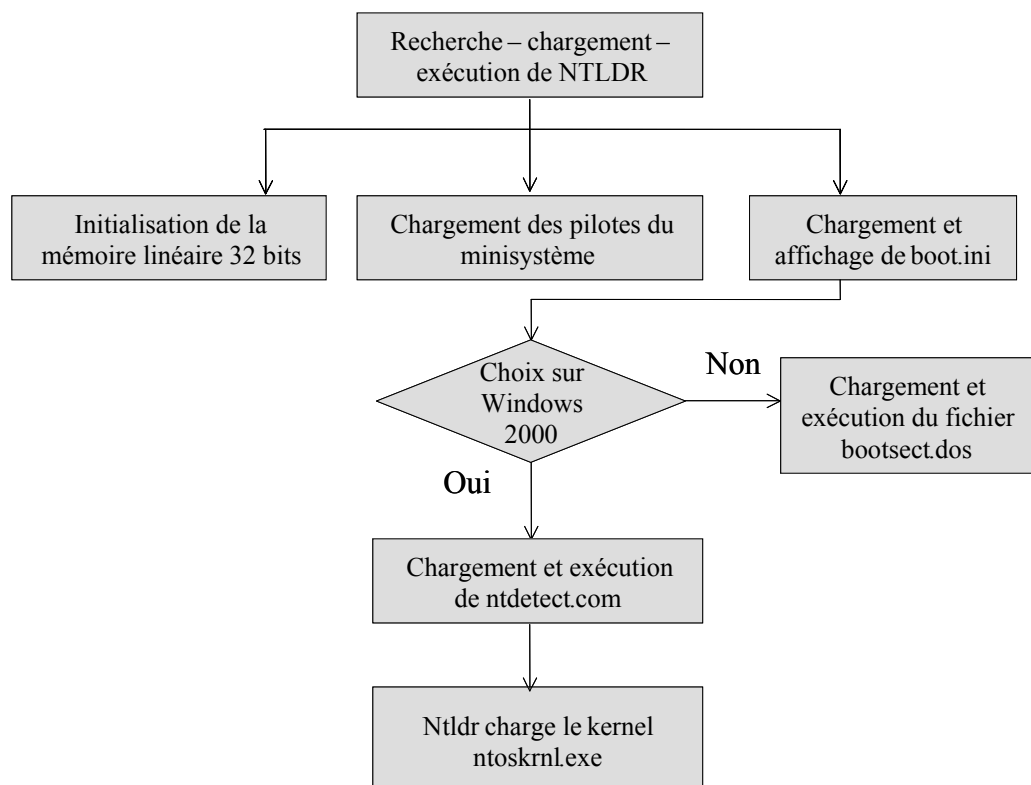 Recherche – chargement –
exécution de NTLDR
Initialisation de la
mémoire linéaire 32 bits
Chargement des pilotes du
minisystème
Chargement et
affichage de boot.ini
Choix sur
Windows
2000
Non
Chargement et
exécution du fichier
bootsect.dos
Oui
Chargement et exécution
de ntdetect.com
Ntldr charge le kernel
ntoskrnl.exe